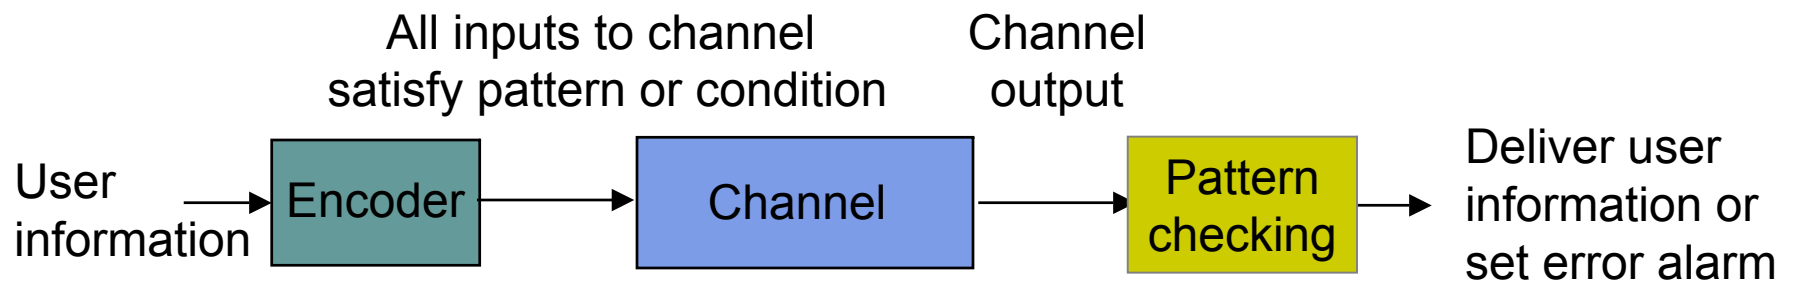 All inputs to channel
satisfy pattern or condition
Channel
output
User
information
Encoder
Channel
Pattern
checking
Deliver user
information or
set error alarm